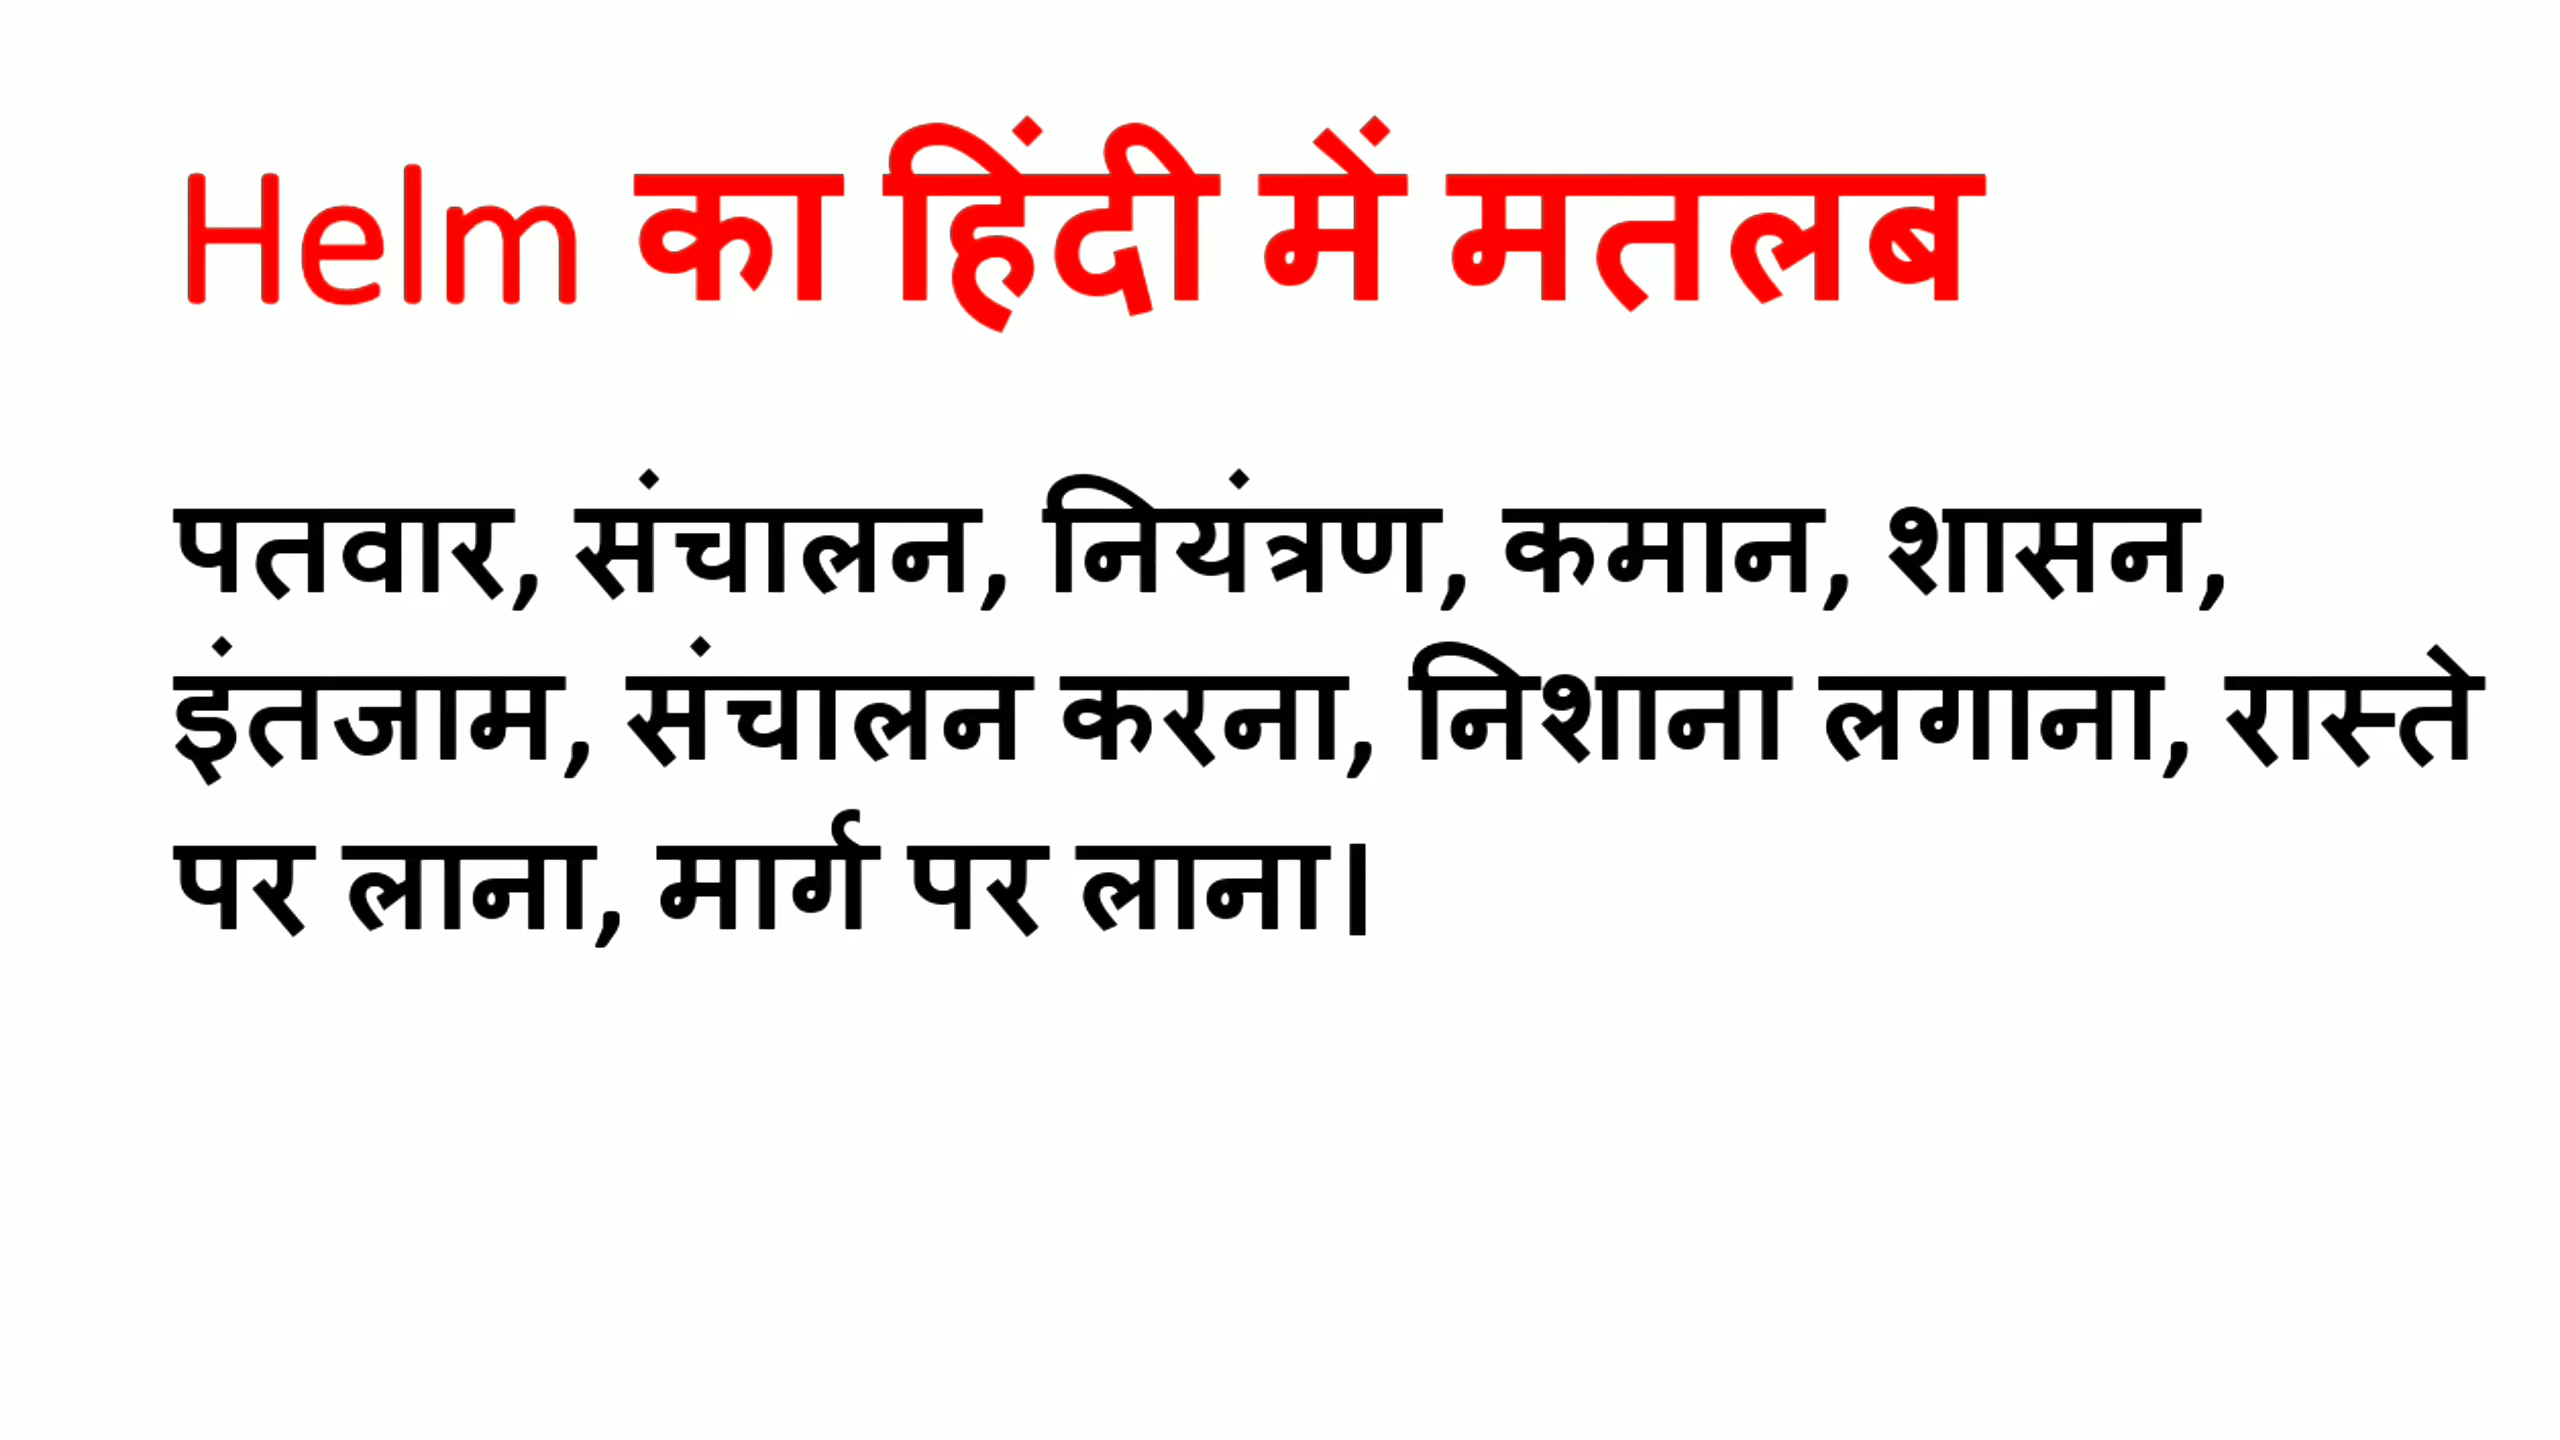 Helm का हिंदी में मतलब
पतवार, संचालन, नियंत्रण, कमान, शासन,
इंतजाम, संचालन करना, निशाना लगाना, रास्ते
पर लाना, मार्ग पर लाना।